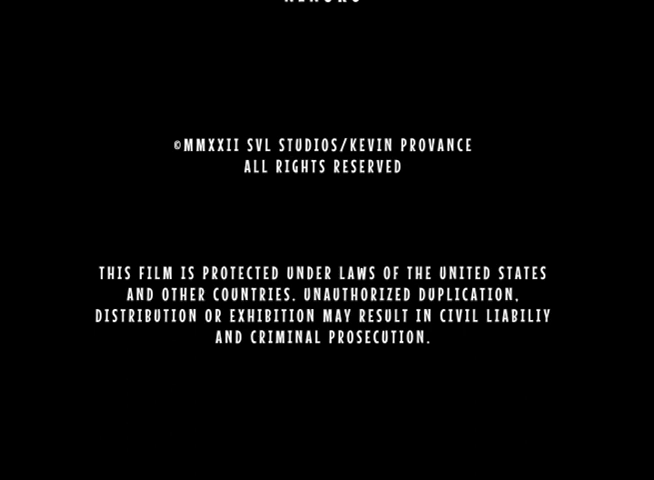 ©MMXXII SVL STUDIOS/KEVIN PROVANCE
ALL RIGHTS RESERVED
THIS FILM IS PROTECTED UNDER LAWS OF THE UNITED STATES
AND OTHER COUNTRIES. UNAUTHORIZED DUPLICATION,
DISTRIBUTION OR EXHIBITION MAY RESULT IN CIVIL LIABILIY
AND CRIMINAL PROSECUTION.